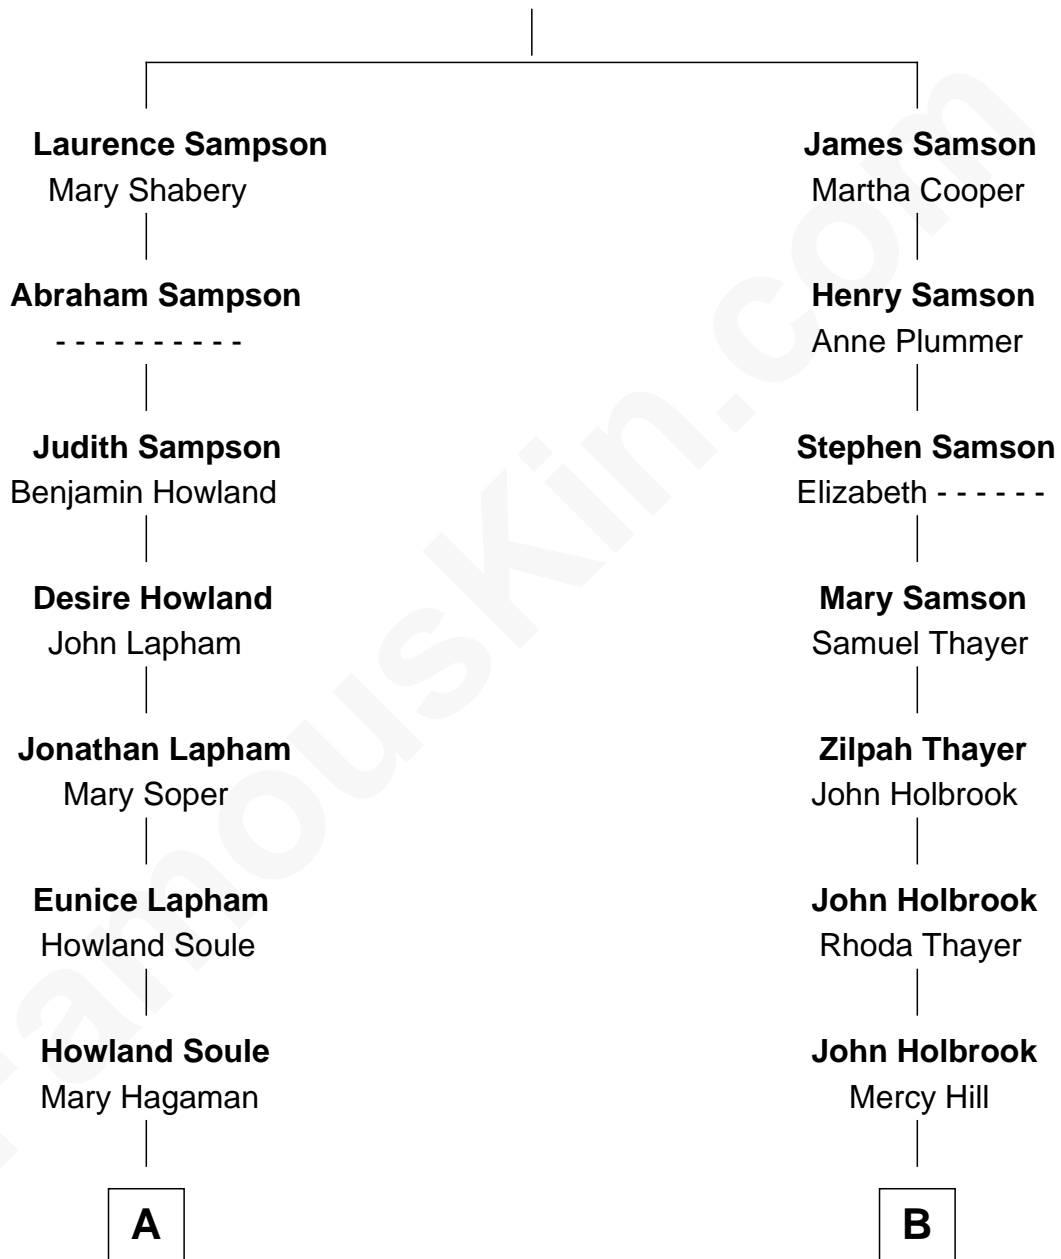 Laurence Sampson
Mary Shabery
Abraham Sampson
- - - - - - - - - -
Judith Sampson
Benjamin Howland
Desire Howland
John Lapham
Jonathan Lapham
Mary Soper
Eunice Lapham
Howland Soule
Howland Soule
Mary Hagaman
A
James Samson
Martha Cooper
Henry Samson
Anne Plummer
Stephen Samson
Elizabeth - - - - - -
Mary Samson
Samuel Thayer
Zilpah Thayer
John Holbrook
John Holbrook
Rhoda Thayer
John Holbrook
Mercy Hill
B
FamousKin.com